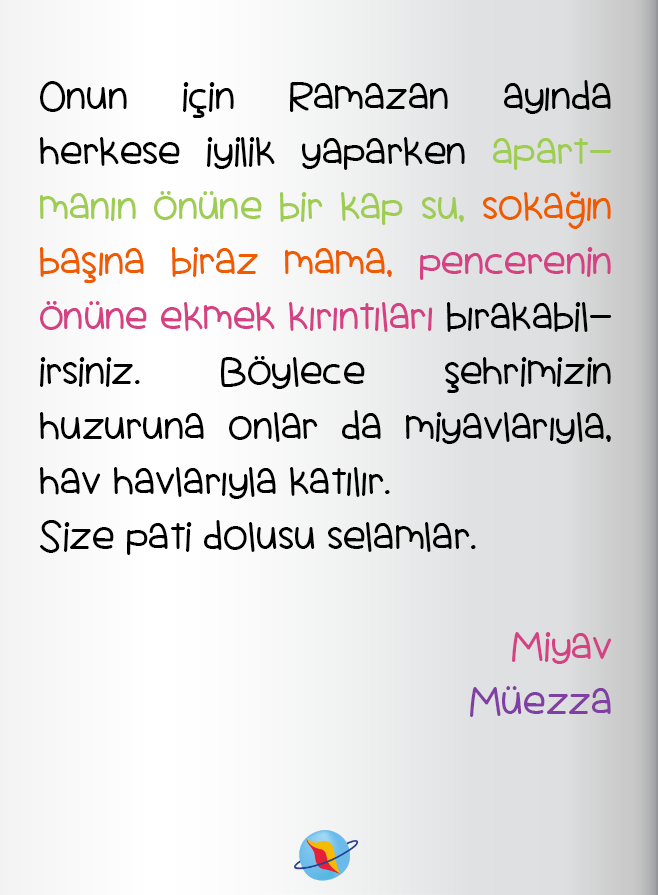 Onun için Ramazan ayında
herkese iyilik yaparken apart-
manın önüne bir kap su, sokağın
başına biraz mama, pencerenin
önüne ekmek kırıntıları bırakabil-
irsiniz. Böylece şehrimizin
huzuruna onlar da miyavlarıyla,
hav havlarıyla katılır.
Size pati dolusu selamlar.
Miyav
Müezza